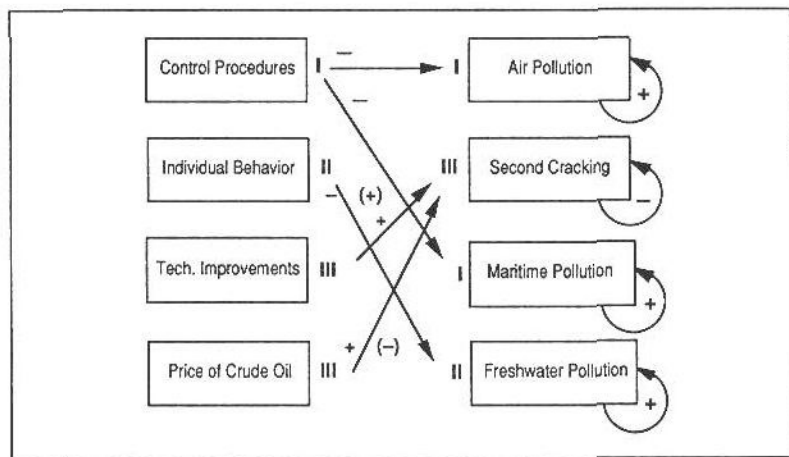 Control Procedures I − − I Air Pollution +
Individual Behavior II − (+) + III Second Cracking −
Tech. Improvements III I Maritime Pollution +
Price of Crude Oil III + (−) II Freshwater Pollution +